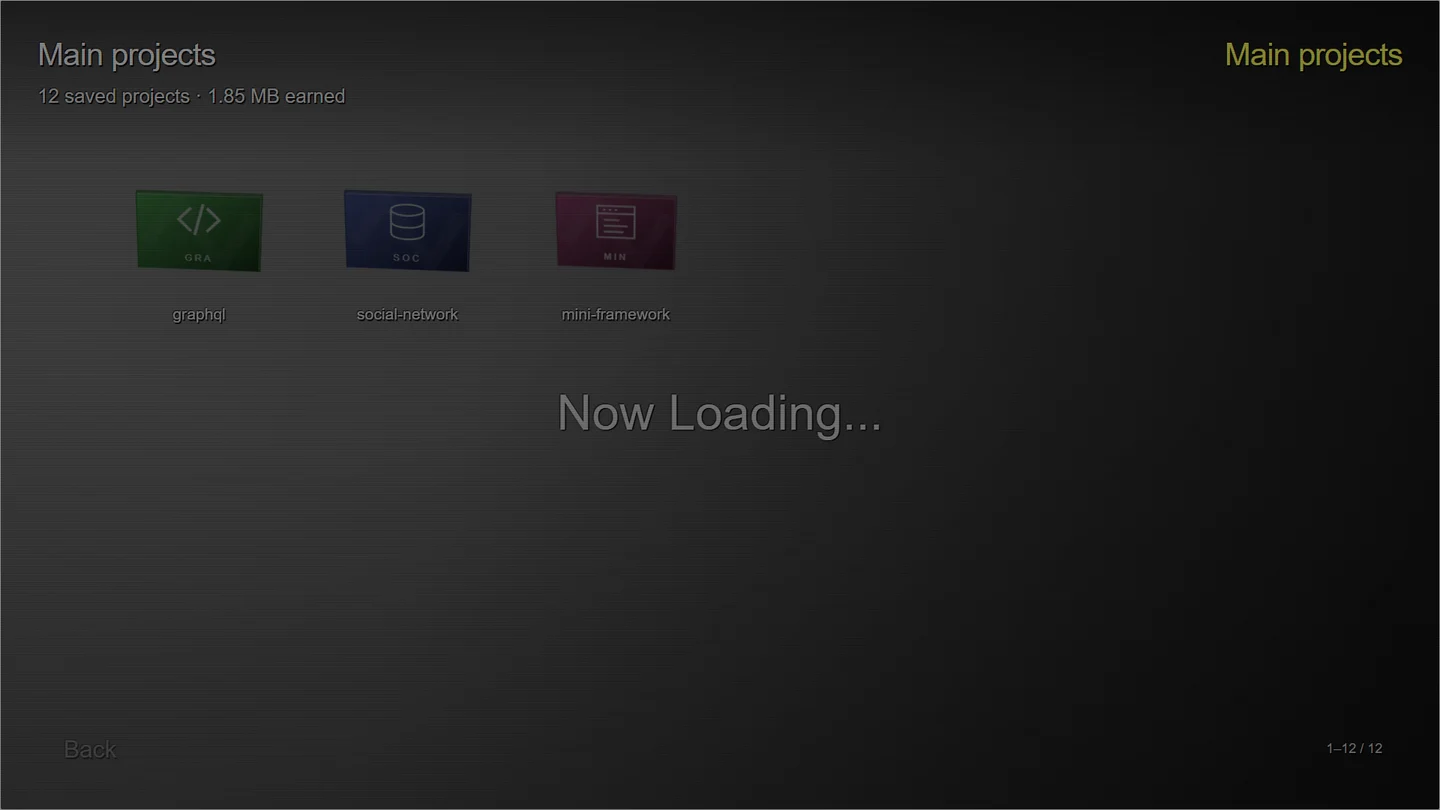 Main projects
Main projects
12 saved projects · 1.85 MB earned
GRA
SOC
MIN
graphql
social-network
mini-framework
Now Loading...
Back
1–12 / 12